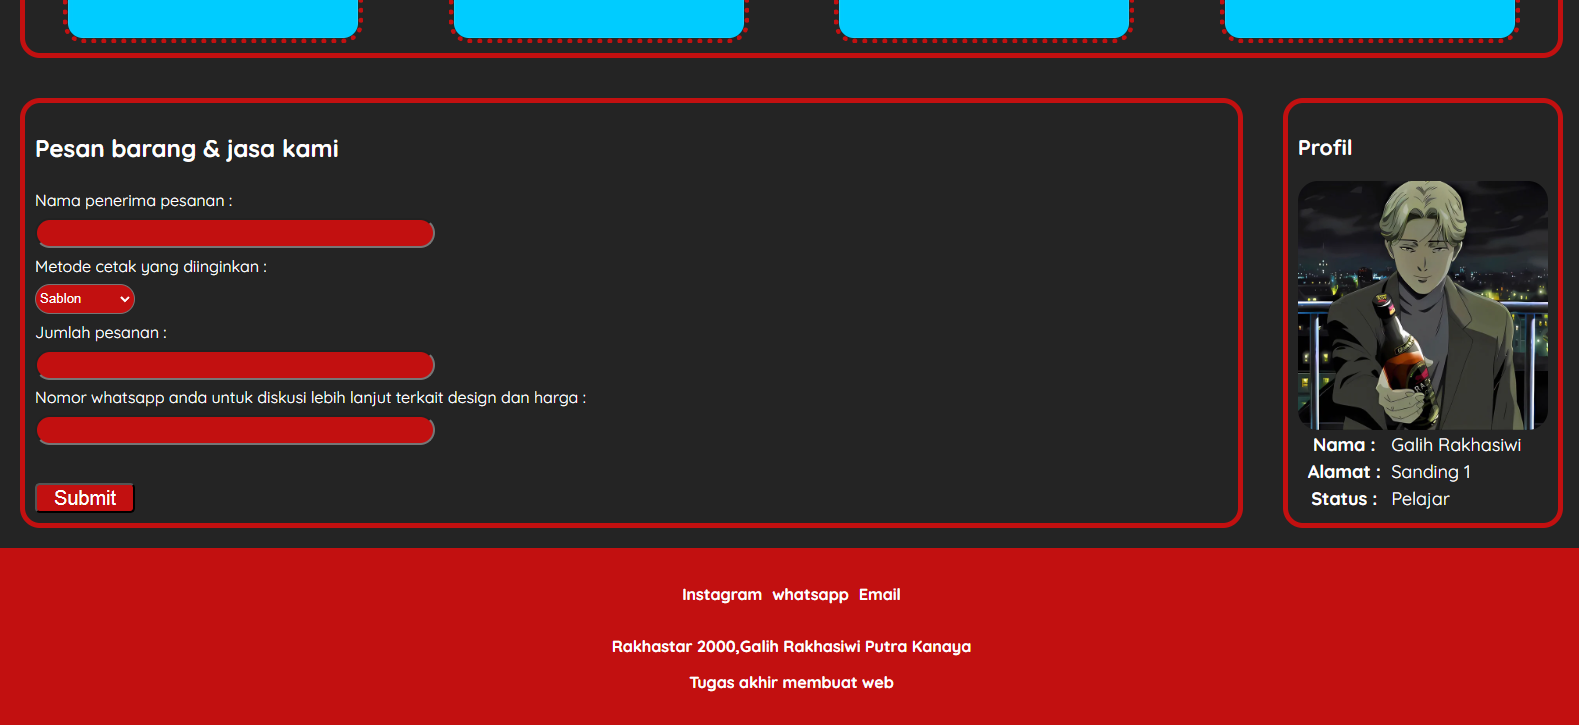 Pesan barang & jasa kami
Nama penerima pesanan :
Metode cetak yang diinginkan :
Sablon
Jumlah pesanan :
Nomor whatsapp anda untuk diskusi lebih lanjut terkait design dan harga :
Submit
Profil
Nama : Galih Rakhasiwi
Alamat : Sanding 1
Status : Pelajar
Instagram whatsapp Email
Rakhastar 2000,Galih Rakhasiwi Putra Kanaya
Tugas akhir membuat web